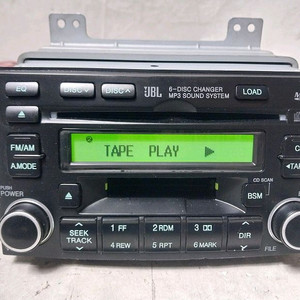 EQ DISC DISC JBL 6-DISC CHANGER
MP3 SOUND SYSTEM LOAD
FM/AM TAPE PLAY
A.MODE
PUSH
POWER CD SCAN BSM
SEEK
TRACK 1 FF 2 RDM 3 DIR
4 REW 5 RPT 6 MARK FILE